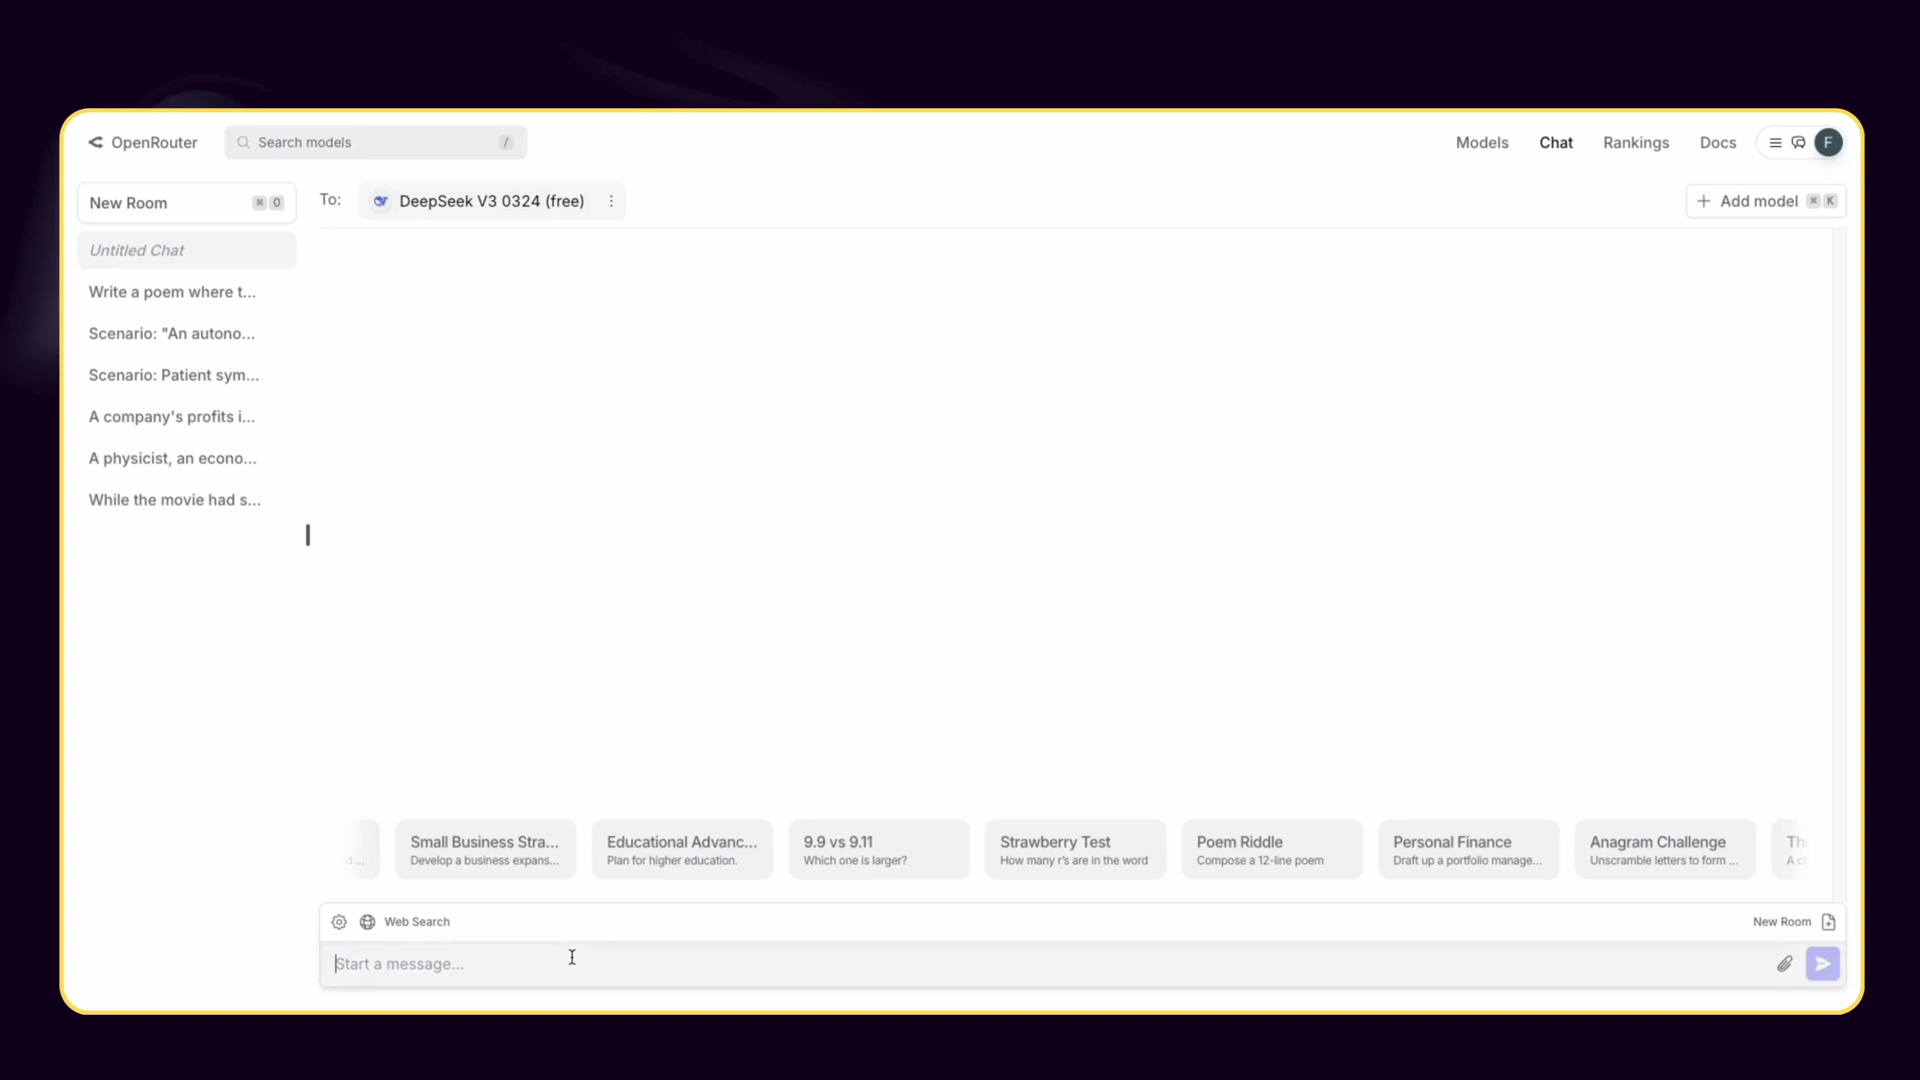 OpenRouter
Search models
/
Models
Chat
Rankings
Docs
F
New Room
⌘ O
To:
DeepSeek V3 0324 (free)
Add model
⌘ K
Untitled Chat
Write a poem where t...
Scenario: "An autono...
Scenario: Patient sym...
A company's profits i...
A physicist, an econo...
While the movie had s...
d ...
Small Business Stra...
Develop a business expans...
Educational Advanc...
Plan for higher education.
9.9 vs 9.11
Which one is larger?
Strawberry Test
How many r's are in the word
Poem Riddle
Compose a 12-line poem
Personal Finance
Draft up a portfolio manage...
Anagram Challenge
Unscramble letters to form ...
Th
A
Web Search
New Room
Start a message...